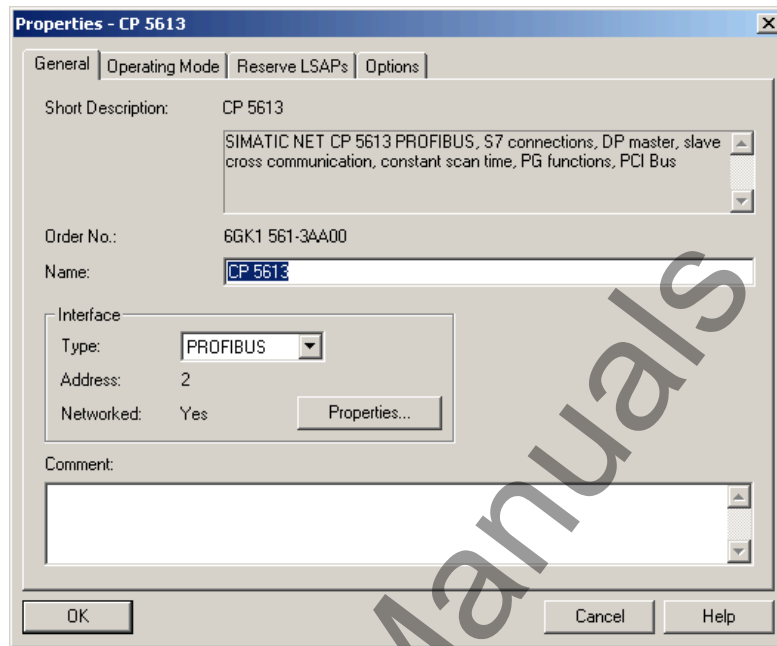 Properties - CP 5613
General Operating Mode Reserve LSAPs Options
Short Description: CP 5613
SIMATIC NET CP 5613 PROFIBUS, S7 connections, DP master, slave
cross communication, constant scan time, PG functions, PCI Bus
Order No.: 6GK1 561-3AA00
Name: CP 5613
Interface
Type: PROFIBUS
Address: 2
Networked: Yes Properties...
Comment:
OK Cancel Help
Manuals